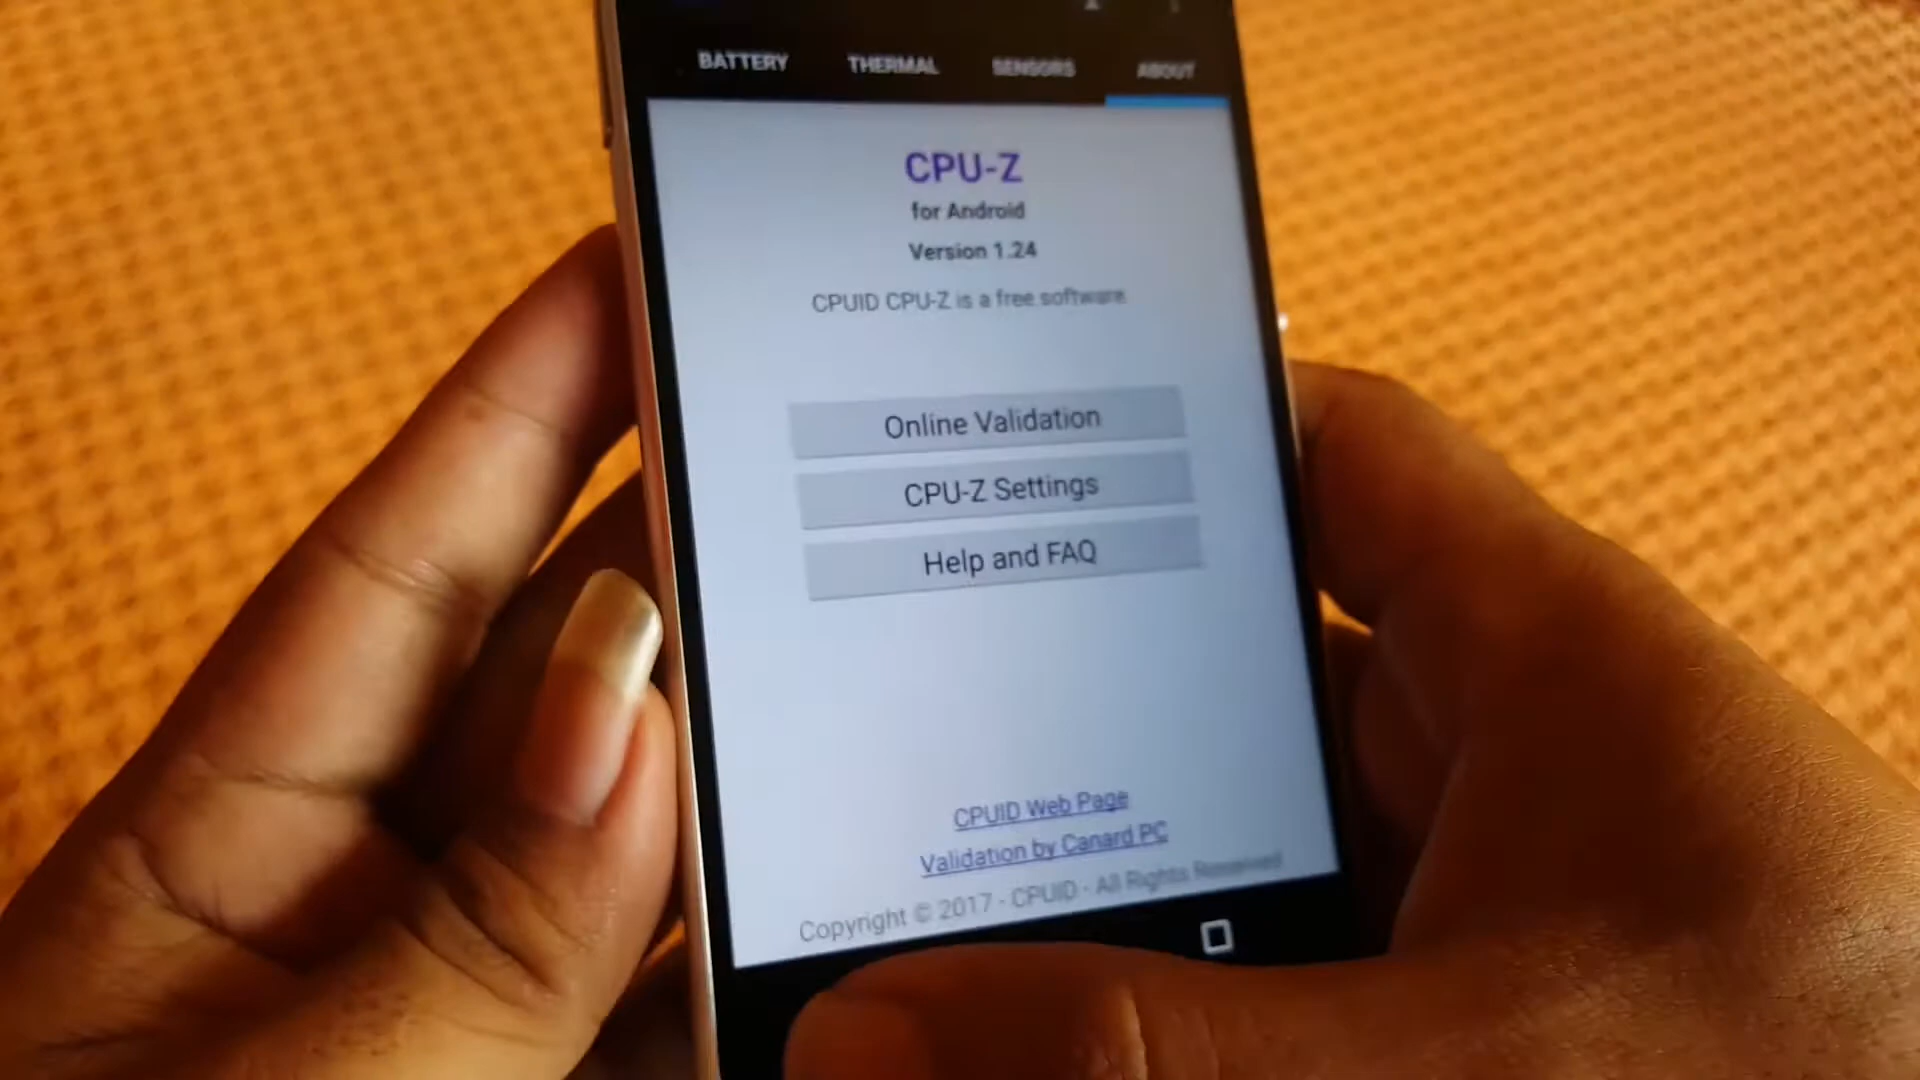 BATTERY THERMAL SENSORS ABOUT
CPU-Z
for Android
Version 1.24
CPUID CPU-Z is a free software
Online Validation
CPU-Z Settings
Help and FAQ
CPUID Web Page
Validation by Canard PC
Copyright © 2017 - CPUID - All Rights Reserved